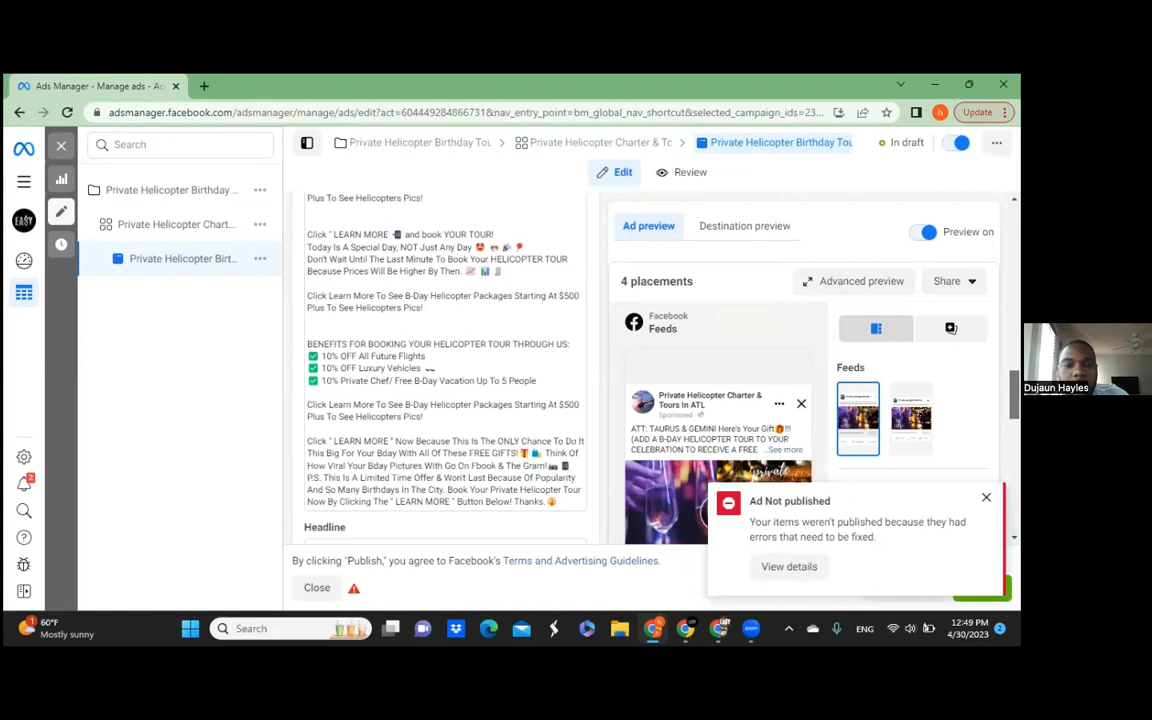 Ads Manager - Manage ads - Ad
adsmanager.facebook.com/adsmanager/manage/ads/edit?act=604449284866731&nav_entry_point=bm_global_nav_shortcut&selected_campaign_ids=23...
h
Update
Search
Private Helicopter Birthday Tou
Private Helicopter Charter & Tc
Private Helicopter Birthday Tou
In draft
Edit
Review
Private Helicopter Birthday ...
Private Helicopter Chart...
Private Helicopter Birt...
EASY
2
Plus To See Helicopters Pics!
Click " LEARN MORE 📲 and book YOUR TOUR!
Today Is A Special Day, NOT Just Any Day
Don't Wait Until The Last Minute To Book Your HELICOPTER TOUR
Because Prices Will Be Higher By Then. 📈 📊
Click Learn More To See B-Day Helicopter Packages Starting At $500
Plus To See Helicopters Pics!
BENEFITS FOR BOOKING YOUR HELICOPTER TOUR THROUGH US:
✅ 10% OFF All Future Flights
✅ 10% OFF Luxury Vehicles
✅ 10% Private Chef/ Free B-Day Vacation Up To 5 People
Click Learn More To See B-Day Helicopter Packages Starting At $500
Plus To See Helicopters Pics!
Click " LEARN MORE " Now Because This Is The ONLY Chance To Do It
This Big For Your Bday With All Of These FREE GIFTS!🎁 🛍 Think Of
How Viral Your Bday Pictures With Go On Fbook & The Gram!📷
P.S. This Is A Limited Time Offer & Won't Last Because Of Popularity
And So Many Birthdays In The City. Book Your Private Helicopter Tour
Now By Clicking The " LEARN MORE " Button Below! Thanks.
Headline
Ad preview
Destination preview
Preview on
4 placements
Advanced preview
Share
Facebook
Feeds
Private Helicopter Charter &
Tours In ATL
Sponsored
ATT: TAURUS & GEMINI Here's Your Gift🎁!!!
(ADD A B-DAY HELICOPTER TOUR TO YOUR
CELEBRATION TO RECEIVE A FREE ...See more
private
Feeds
Ad Not published
Your items weren't published because they had
errors that need to be fixed.
View details
By clicking "Publish," you agree to Facebook's Terms and Advertising Guidelines.
Close
Dujaun Hayles
1
60°F
Mostly sunny
Search
ENG
12:49 PM
4/30/2023
2